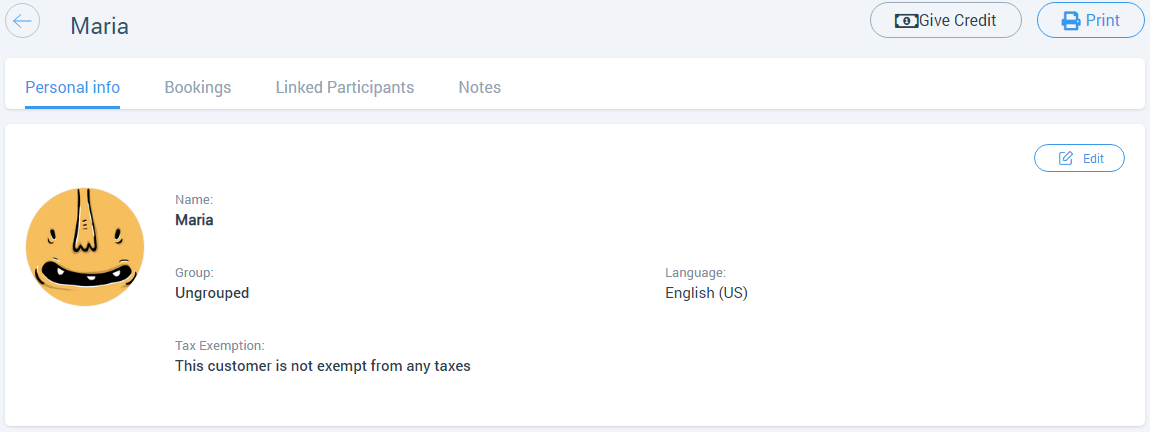 Maria
Give Credit
Print
Personal info
Bookings
Linked Participants
Notes
Edit
Name:
Maria
Group:
Ungrouped
Language:
English (US)
Tax Exemption:
This customer is not exempt from any taxes